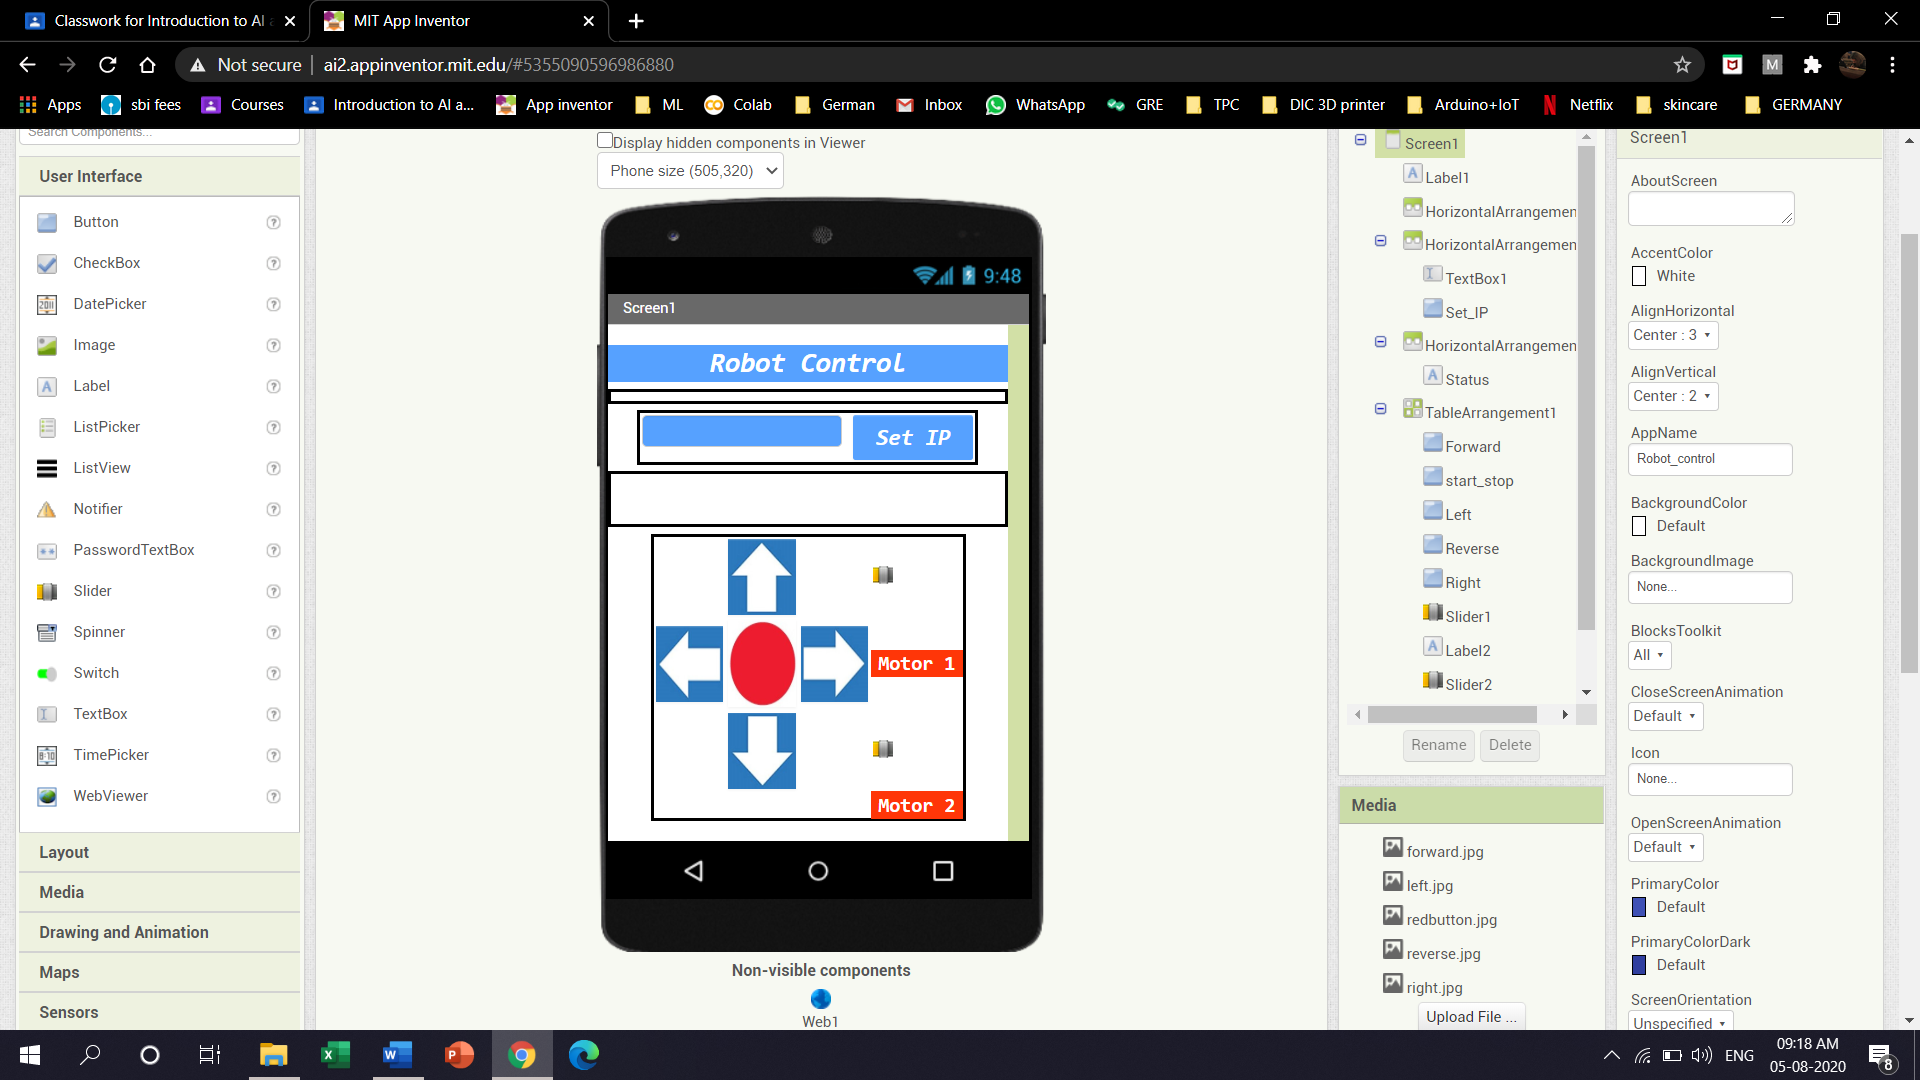 Classwork for Introduction to AI a
MIT App Inventor
Not secure
ai2.appinventor.mit.edu/#5355090596986880
M
Apps
sbi fees
Courses
Introduction to AI a...
App inventor
ML
Colab
German
Inbox
WhatsApp
GRE
TPC
DIC 3D printer
Arduino+IoT
Netflix
skincare
GERMANY
Search Components...
User Interface
Button
CheckBox
DatePicker
Image
Label
ListPicker
ListView
Notifier
PasswordTextBox
Slider
Spinner
Switch
TextBox
TimePicker
WebViewer
Layout
Media
Drawing and Animation
Maps
Sensors
Display hidden components in Viewer
Phone size (505,320)
9:48
Screen1
Robot Control
Set IP
Motor 1
Motor 2
Non-visible components
Web1
Screen1
Label1
HorizontalArrangemen
HorizontalArrangemen
TextBox1
Set_IP
HorizontalArrangemen
Status
TableArrangement1
Forward
start_stop
Left
Reverse
Right
Slider1
Label2
Slider2
Rename
Delete
Media
forward.jpg
left.jpg
redbutton.jpg
reverse.jpg
right.jpg
Upload File ...
Screen1
AboutScreen
AccentColor
White
AlignHorizontal
Center : 3
AlignVertical
Center : 2
AppName
Robot_control
BackgroundColor
Default
BackgroundImage
None...
BlocksToolkit
All
CloseScreenAnimation
Default
Icon
None...
OpenScreenAnimation
Default
PrimaryColor
Default
PrimaryColorDark
Default
ScreenOrientation
Unspecified
ENG
09:18 AM
05-08-2020
8